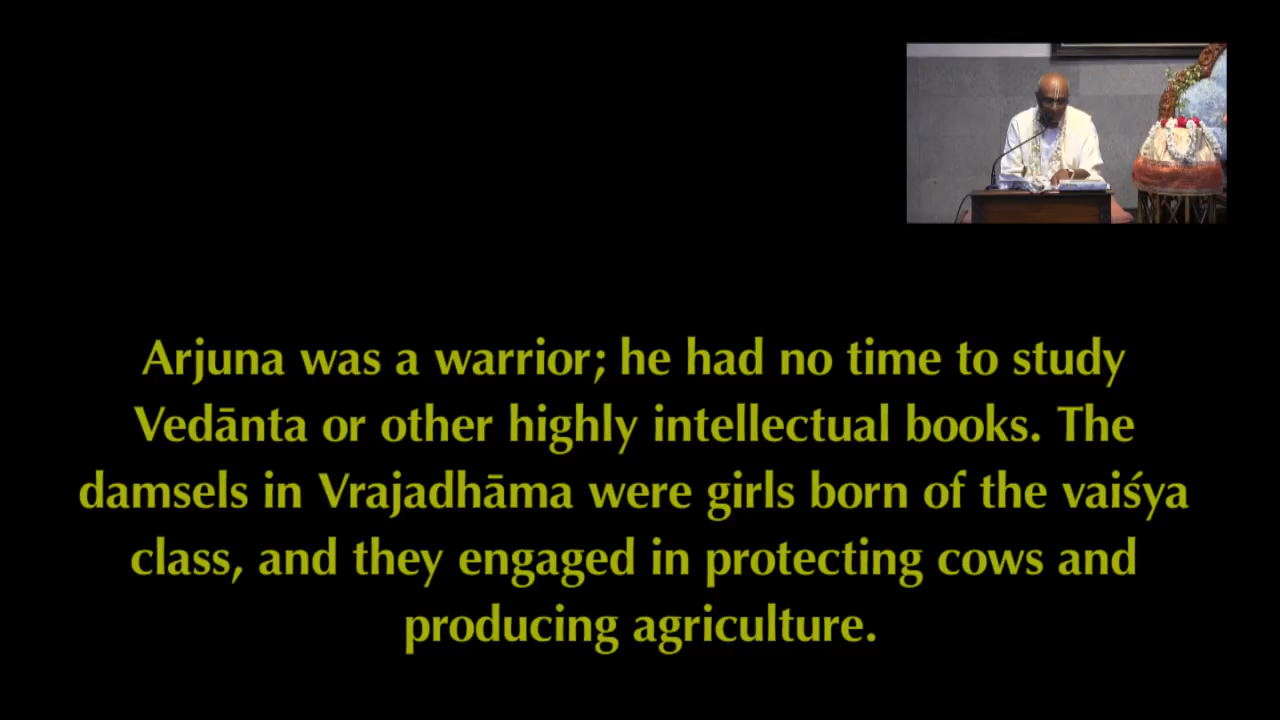 Arjuna was a warrior; he had no time to study
Vedānta or other highly intellectual books. The
damsels in Vrajadhāma were girls born of the vaiśya
class, and they engaged in protecting cows and
producing agriculture.